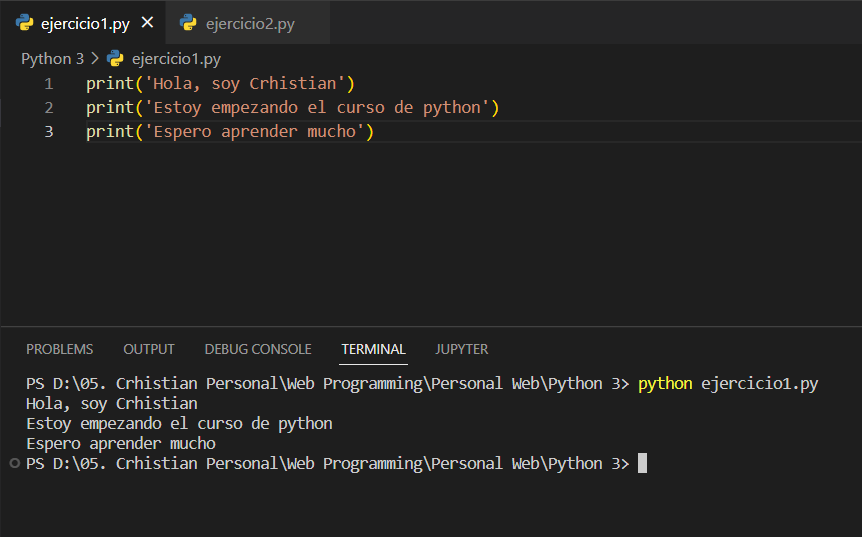 ejercicio1.py ejercicio2.py
Python 3 > ejercicio1.py
1 print('Hola, soy Crhistian')
2 print('Estoy empezando el curso de python')
3 print('Espero aprender mucho')
PROBLEMS OUTPUT DEBUG CONSOLE TERMINAL JUPYTER
PS D:\05. Crhistian Personal\Web Programming\Personal Web\Python 3> python ejercicio1.py
Hola, soy Crhistian
Estoy empezando el curso de python
Espero aprender mucho
PS D:\05. Crhistian Personal\Web Programming\Personal Web\Python 3>